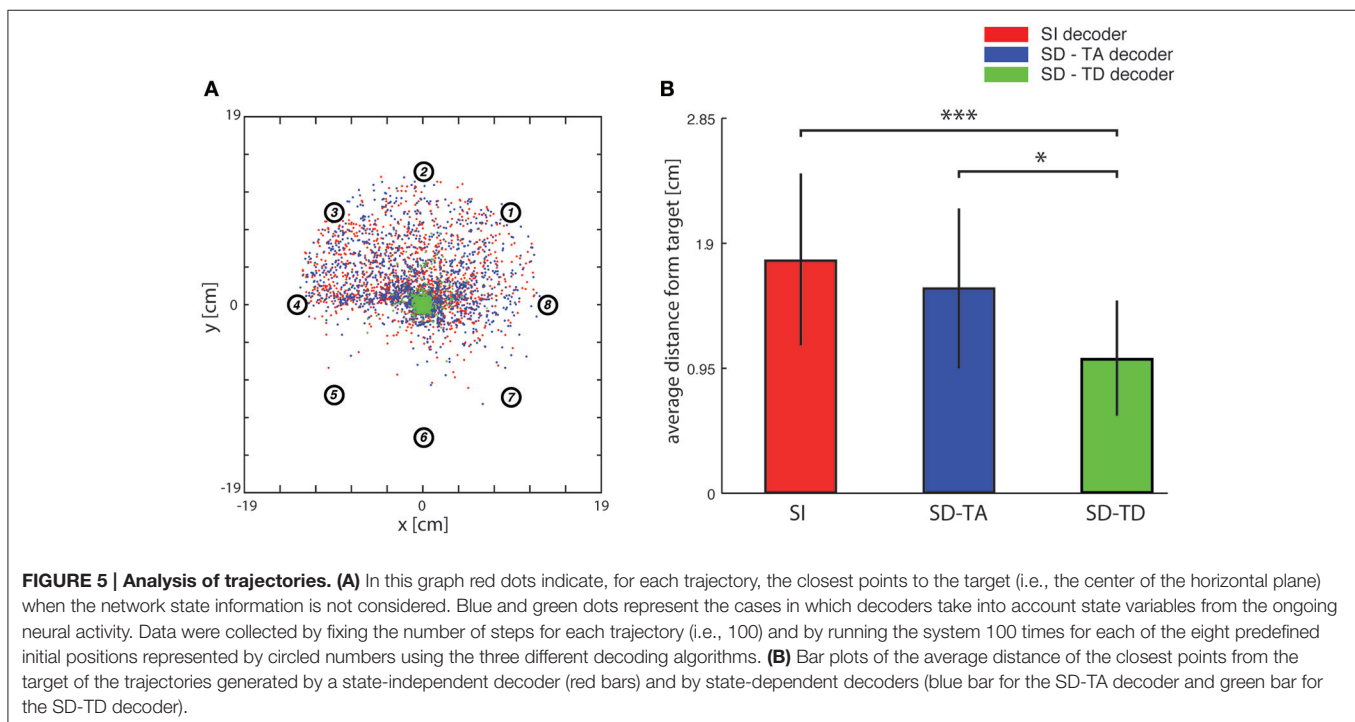 SI decoder
SD - TA decoder
SD - TD decoder
A
19
y [cm]
0
-19
-19
0
19
x [cm]
2
3
1
4
8
5
7
6
B
***
*
2.85
1.9
0.95
0
average distance form target [cm]
SI
SD-TA
SD-TD
FIGURE 5 | Analysis of trajectories. (A) In this graph red dots indicate, for each trajectory, the closest points to the target (i.e., the center of the horizontal plane)
when the network state information is not considered. Blue and green dots represent the cases in which decoders take into account state variables from the ongoing
neural activity. Data were collected by fixing the number of steps for each trajectory (i.e., 100) and by running the system 100 times for each of the eight predefined
initial positions represented by circled numbers using the three different decoding algorithms. (B) Bar plots of the average distance of the closest points from the
target of the trajectories generated by a state-independent decoder (red bars) and by state-dependent decoders (blue bar for the SD-TA decoder and green bar for
the SD-TD decoder).